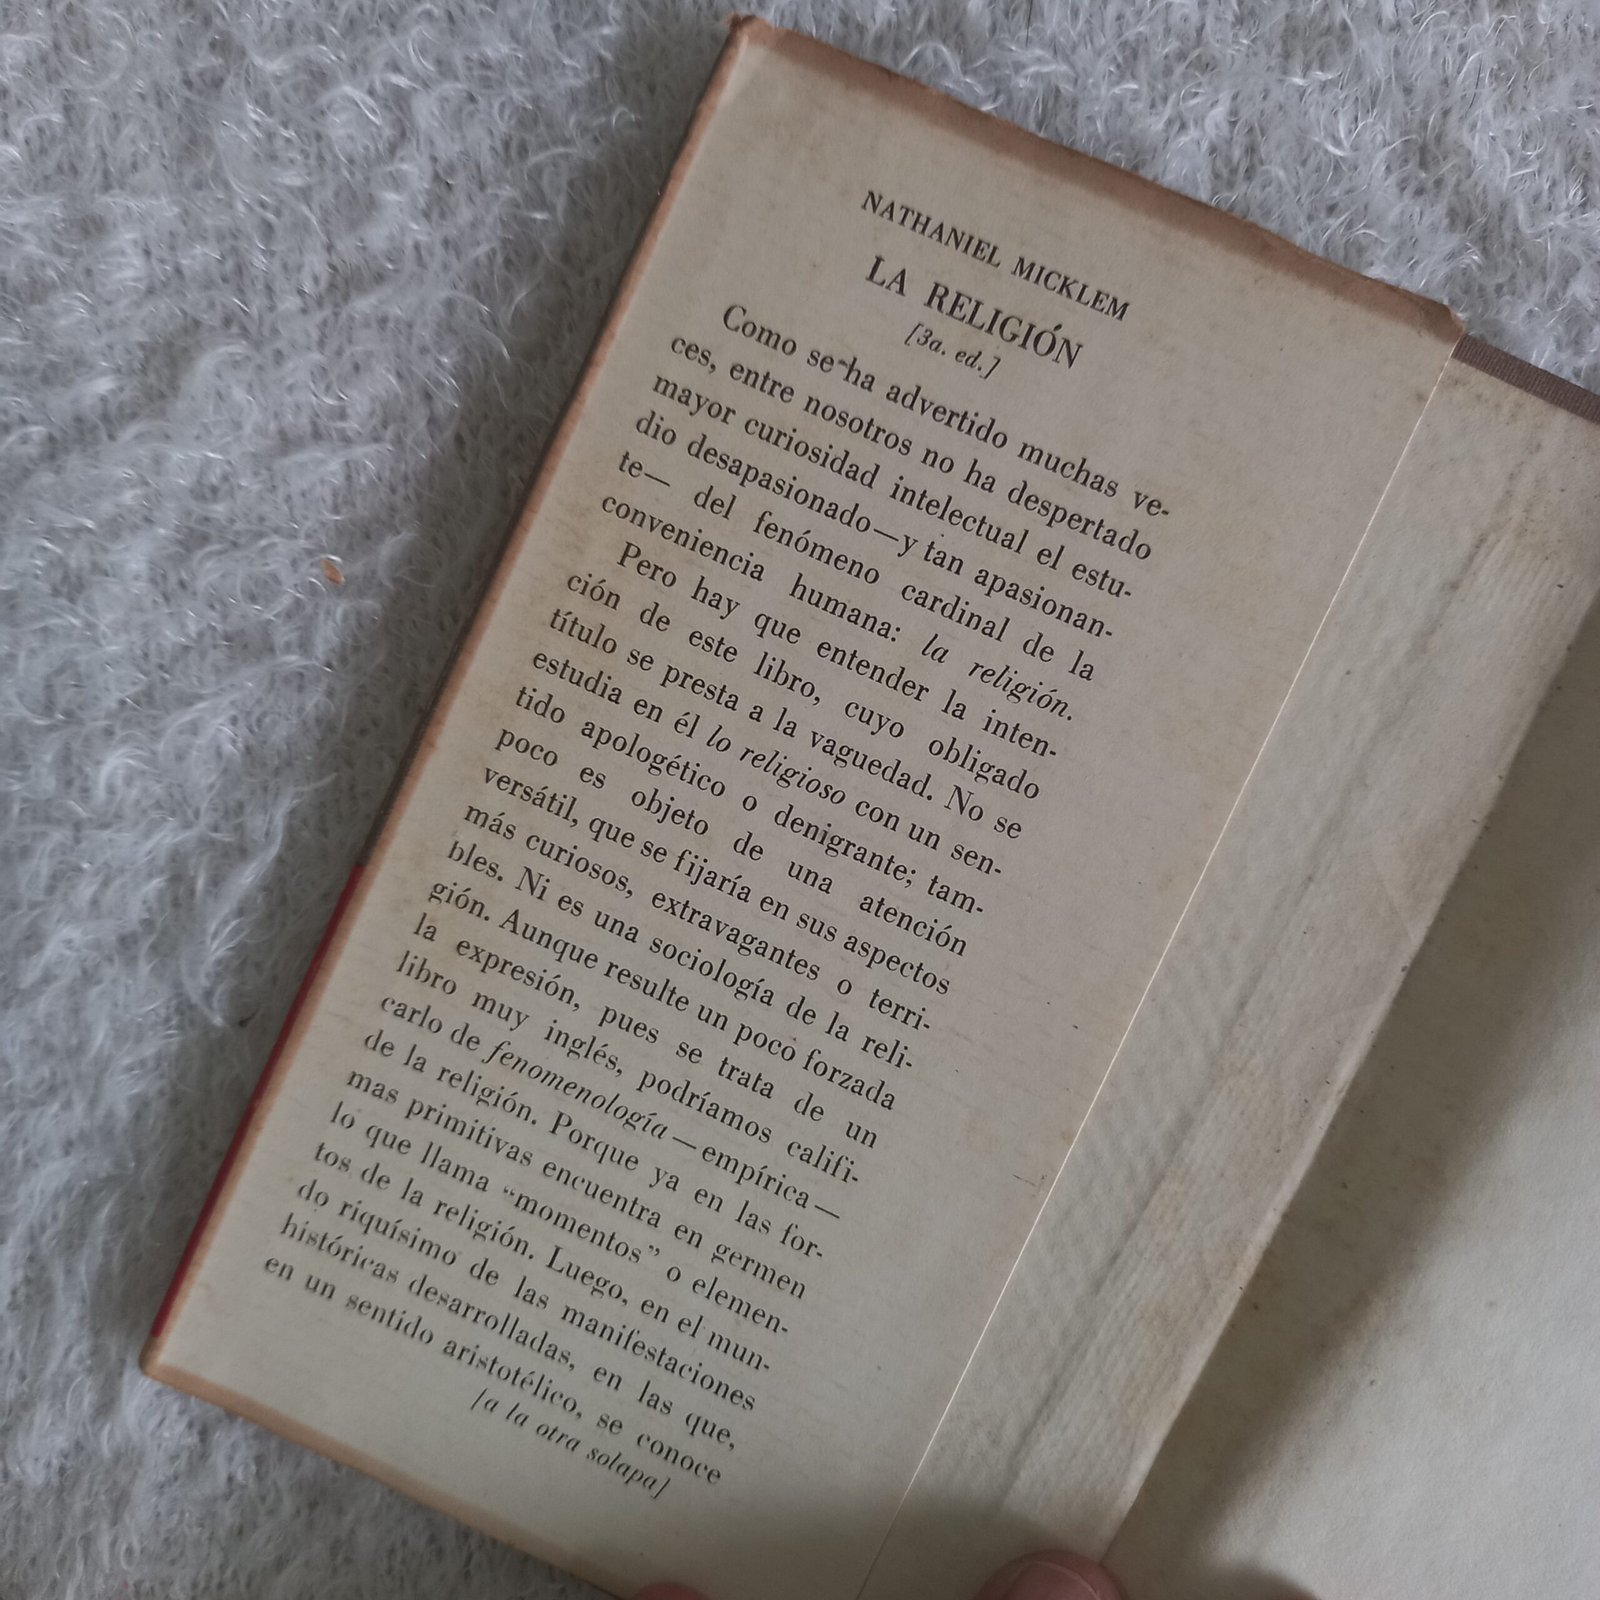 NATHANIEL MICKLEM
LA RELIGIÓN
[3a. ed.]
Como se ha advertido muchas ve-
ces, entre nosotros no ha despertado
mayor curiosidad intelectual el estu-
dio desapasionado—y tan apasionan-
te— del fenómeno cardinal de la
conveniencia humana: la religión.
Pero hay que entender la inten-
ción de este libro, cuyo obligado
título se presta a la vaguedad. No se
estudia en él lo religioso con un sen-
tido apologético o denigrante; tam-
poco es objeto de una atención
versátil, que se fijaría en sus aspectos
más curiosos, extravagantes o terri-
bles. Ni es una sociología de la reli-
gión. Aunque resulte un poco forzada
la expresión, pues se trata de un
libro muy inglés, podríamos califi-
carlo de fenomenología—empírica—
de la religión. Porque ya en las for-
mas primitivas encuentra en germen
lo que llama “momentos” o elemen-
tos de la religión. Luego, en el mun-
do riquísimo de las manifestaciones
históricas desarrolladas, en las que,
en un sentido aristotélico, se conoce
[a la otra solapa]